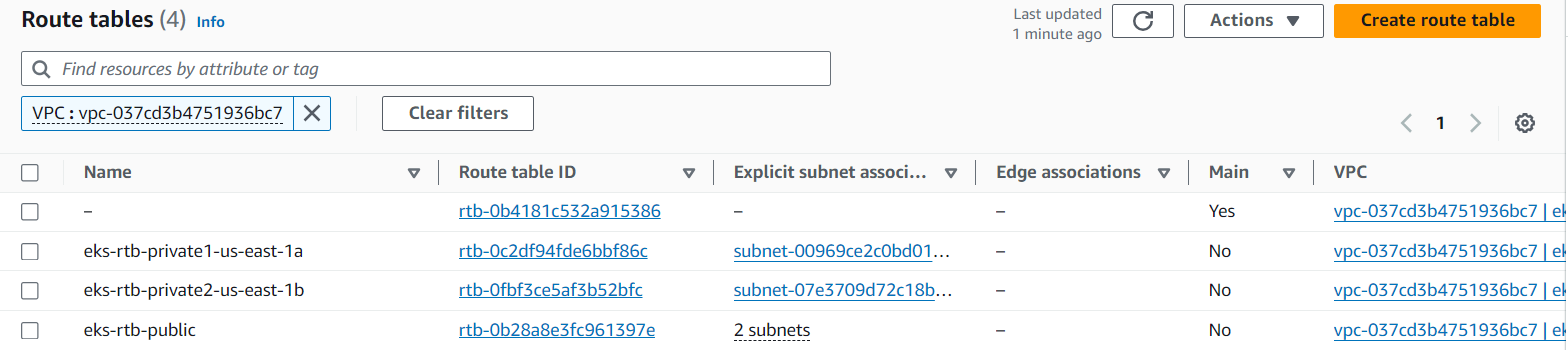 Route tables (4) Info
Last updated
1 minute ago
Actions
Create route table
Find resources by attribute or tag
VPC : vpc-037cd3b4751936bc7
Clear filters
1
Name Route table ID Explicit subnet associ... Edge associations Main VPC
– rtb-0b4181c532a915386 – – Yes vpc-037cd3b4751936bc7 | ek
eks-rtb-private1-us-east-1a rtb-0c2df94fde6bbf86c subnet-00969ce2c0bd01... – No vpc-037cd3b4751936bc7 | ek
eks-rtb-private2-us-east-1b rtb-0fbf3ce5af3b52bfc subnet-07e3709d72c18b... – No vpc-037cd3b4751936bc7 | ek
eks-rtb-public rtb-0b28a8e3fc961397e 2 subnets – No vpc-037cd3b4751936bc7 | ek